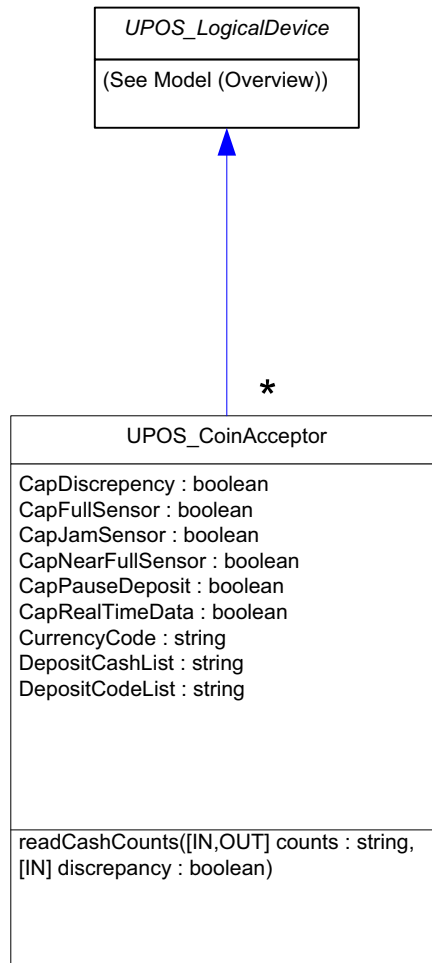 UPOS_LogicalDevice
(See Model (Overview))
*
UPOS_CoinAcceptor
CapDiscrepency : boolean
CapFullSensor : boolean
CapJamSensor : boolean
CapNearFullSensor : boolean
CapPauseDeposit : boolean
CapRealTimeData : boolean
CurrencyCode : string
DepositCashList : string
DepositCodeList : string
readCashCounts([IN,OUT] counts : string,
[IN] discrepancy : boolean)